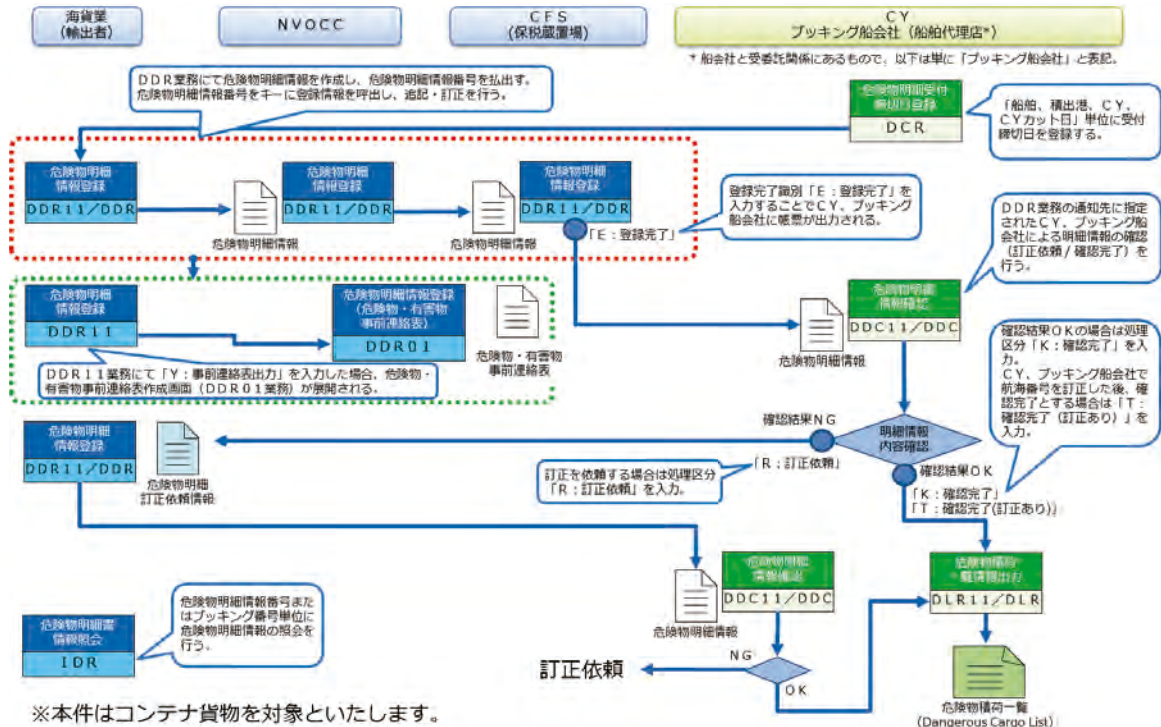 海貨業
(輸出者)
NVOCC
CFS
(保税蔵置場)
CY
ブッキング船会社（船舶代理店*）
* 船会社と受委託関係にあるもので、以下は単に「ブッキング船会社」と表記。
DDR業務にて危険物明細情報を作成し、危険物明細情報番号を払出す。
危険物明細情報番号をキーに登録情報を呼出し、追記・訂正を行う。
危険物明細受付
締切日登録
DCR
「船舶、積出港、CY、
CYカット日」単位に受付
締切日を登録する。
危険物明細
情報登録
DDR11／DDR
危険物明細情報
危険物明細
情報登録
DDR11／DDR
危険物明細情報
危険物明細
情報登録
DDR11／DDR
「E：登録完了」
登録完了識別「E：登録完了」を
入力することでCY、ブッキング
船会社に帳票が出力される。
DDR業務の通知先に指定
されたCY、ブッキング船
会社による明細情報の確認
(訂正依頼/確認完了)を
行う。
危険物明細
情報登録
DDR11
危険物明細情報登録
(危険物・有害物
事前連絡表)
DDR01
危険物・有害物
事前連絡表
DDR11業務にて「Y：事前連絡表出力」を入力した場合、危険物・
有害物事前連絡表作成画面（DDR01業務）が展開される。
危険物明細情報
危険物明細
情報確認
DDC11／DDC
確認結果OKの場合は処理
区分「K：確認完了」を入
力。
CY、ブッキング船会社で
航海番号を訂正した後、確
認完了とする場合は「T：
確認完了（訂正あり）」を
入力。
危険物明細
情報登録
DDR11／DDR
危険物明細
訂正依頼情報
確認結果NG
「R：訂正依頼」
訂正を依頼する場合は処理区分
「R：訂正依頼」を入力。
明細情報
内容確認
確認結果OK
「K：確認完了」
「T：確認完了(訂正あり)」
危険物明細情報
危険物明細
情報確認
DDC11／DDC
危険物積荷
一覧情報出力
DLR11／DLR
危険物明細書
情報照会
IDR
危険物明細情報番号また
はブッキング番号単位に
危険物明細情報の照会を
行う。
訂正依頼
NG
OK
危険物積荷一覧
(Dangerous Cargo List)
※本件はコンテナ貨物を対象といたします。